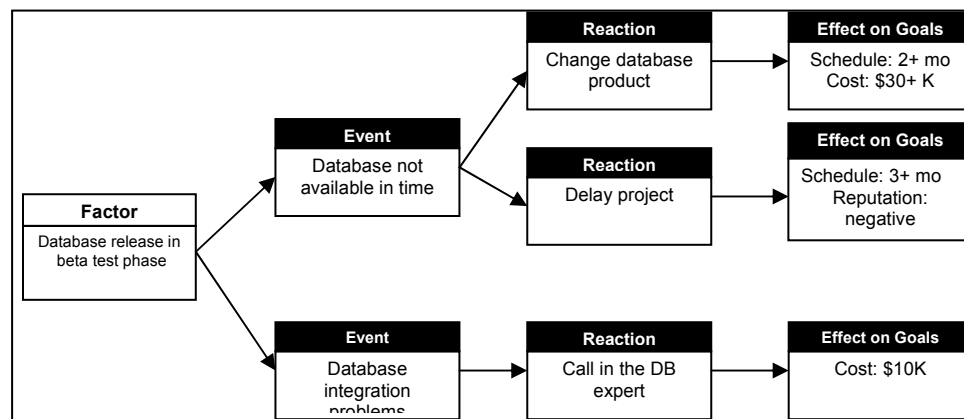 Reaction
Change database
product
Effect on Goals
Schedule: 2+ mo
Cost: $30+ K
Event
Database not
available in time
Reaction
Delay project
Effect on Goals
Schedule: 3+ mo
Reputation:
negative
Factor
Database release in
beta test phase
Event
Database
integration
problems
Reaction
Call in the DB
expert
Effect on Goals
Cost: $10K